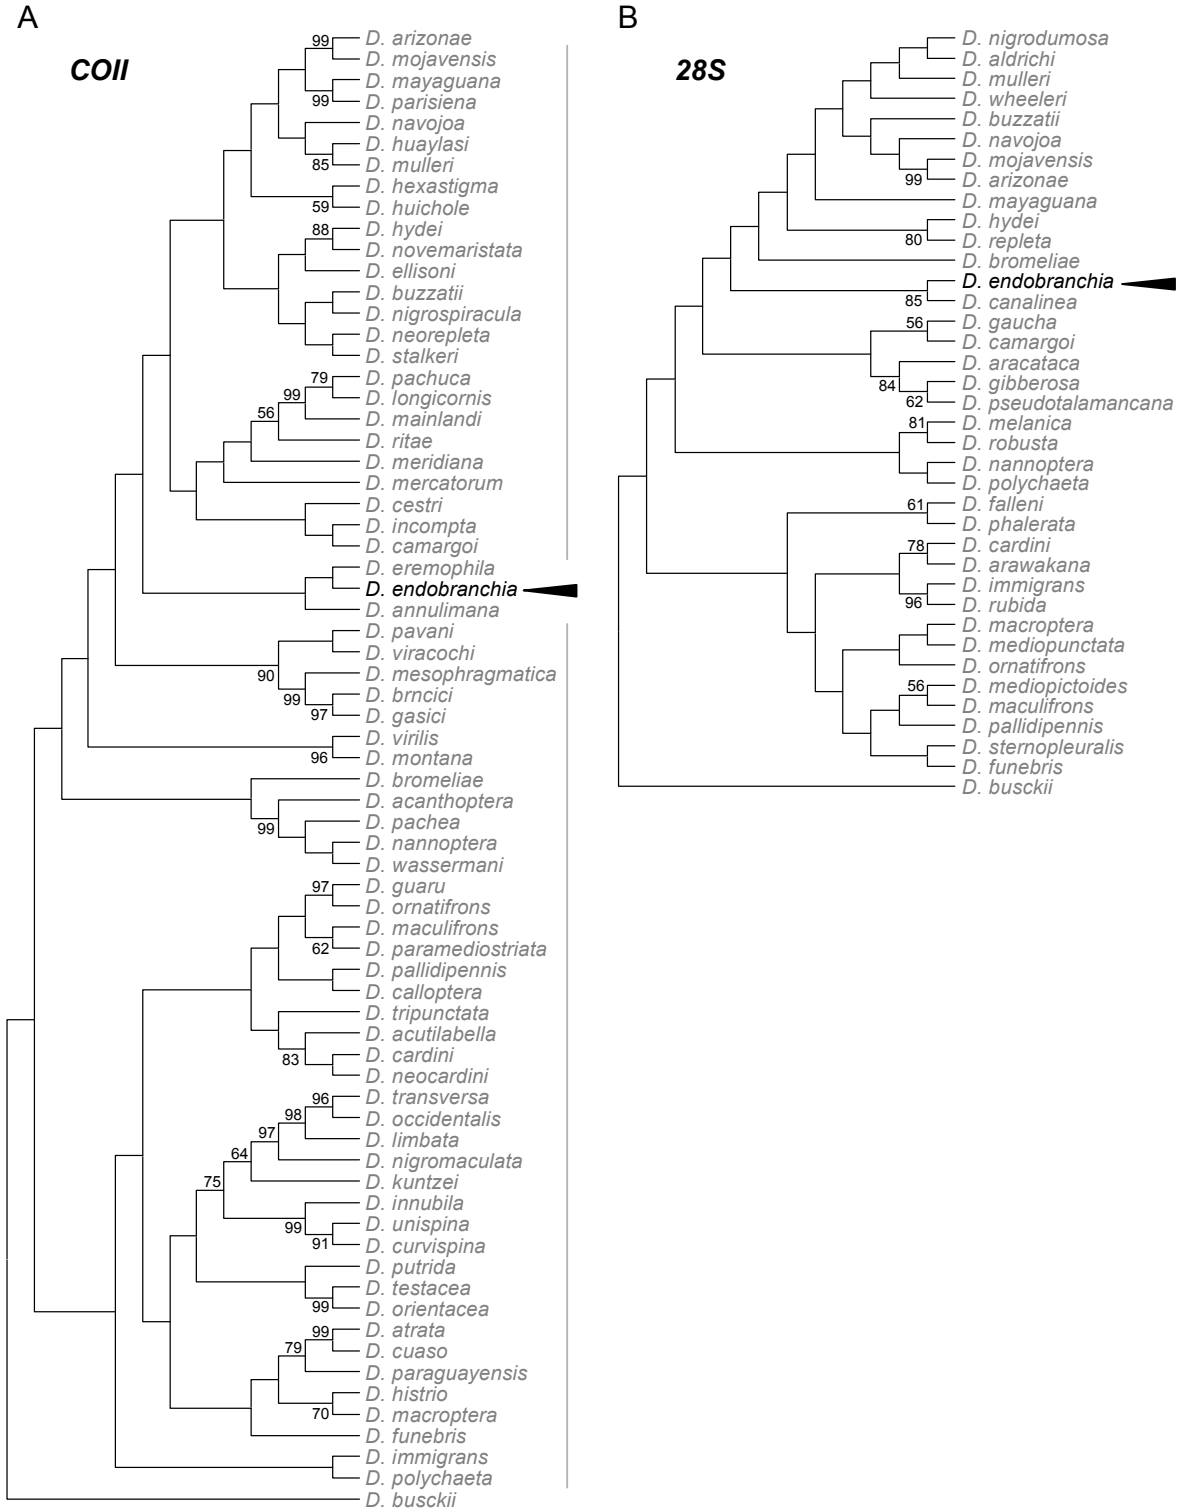 A
COII
99
D. arizonae
D. mojavensis
D. mayaguana
99
D. parisiena
D. navojoa
D. huaylasi
85
D. mulleri
D. hexastigma
59
D. huichole
88
D. hydei
D. novemaristata
D. ellisoni
D. buzzatii
D. nigrospiracula
D. neorepleta
D. stalkeri
79
D. pachuca
99
D. longicornis
56
D. mainlandi
D. ritae
D. meridiana
D. mercatorum
D. cestri
D. incompta
D. camargoi
D. eremophila
D. endobranchia
D. annulimana
D. pavani
D. viracochi
90
D. mesophragmatica
99
D. brncici
97
D. gasici
D. virilis
96
D. montana
D. bromeliae
D. acanthoptera
99
D. pachea
D. nannoptera
D. wassermani
97
D. guaru
D. ornatifrons
D. maculifrons
62
D. paramediostriata
D. pallidipennis
D. calloptera
D. tripunctata
D. acutilabella
83
D. cardini
D. neocardini
96
D. transversa
98
D. occidentalis
97
D. limbata
64
D. nigromaculata
75
D. kuntzei
D. innubila
99
D. unispina
91
D. curvispina
D. putrida
D. testacea
99
D. orientacea
99
D. atrata
79
D. cuaso
D. paraguayensis
D. histrio
70
D. macroptera
D. funebris
D. immigrans
D. polychaeta
D. busckii
B
28S
D. nigrodumosa
D. aldrichi
D. mulleri
D. wheeleri
D. buzzatii
D. navojoa
D. mojavensis
99
D. arizonae
D. mayaguana
D. hydei
80
D. repleta
D. bromeliae
D. endobranchia
85
D. canalinea
56
D. gaucha
D. camargoi
D. aracataca
84
D. gibberosa
62
D. pseudotalamancana
81
D. melanica
D. robusta
D. nannoptera
D. polychaeta
61
D. falleni
D. phalerata
78
D. cardini
D. arawakana
D. immigrans
96
D. rubida
D. macroptera
D. mediopunctata
D. ornatifrons
56
D. mediopictoides
D. maculifrons
D. pallidipennis
D. sternopleuralis
D. funebris
D. busckii